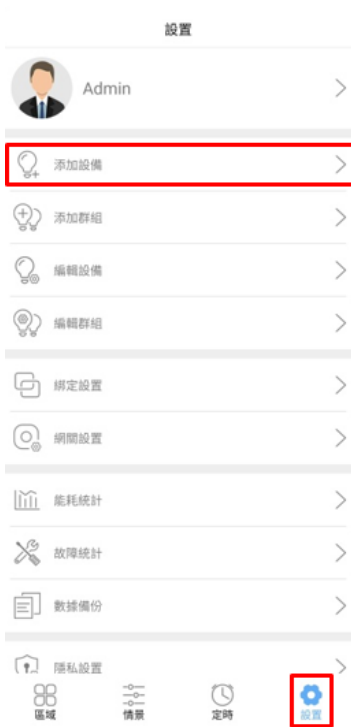 設置
Admin
添加設備
添加群組
編輯設備
編輯群組
綁定設置
網關設置
能耗統計
故障統計
數據備份
隱私設置
區域
情景
定時
設置